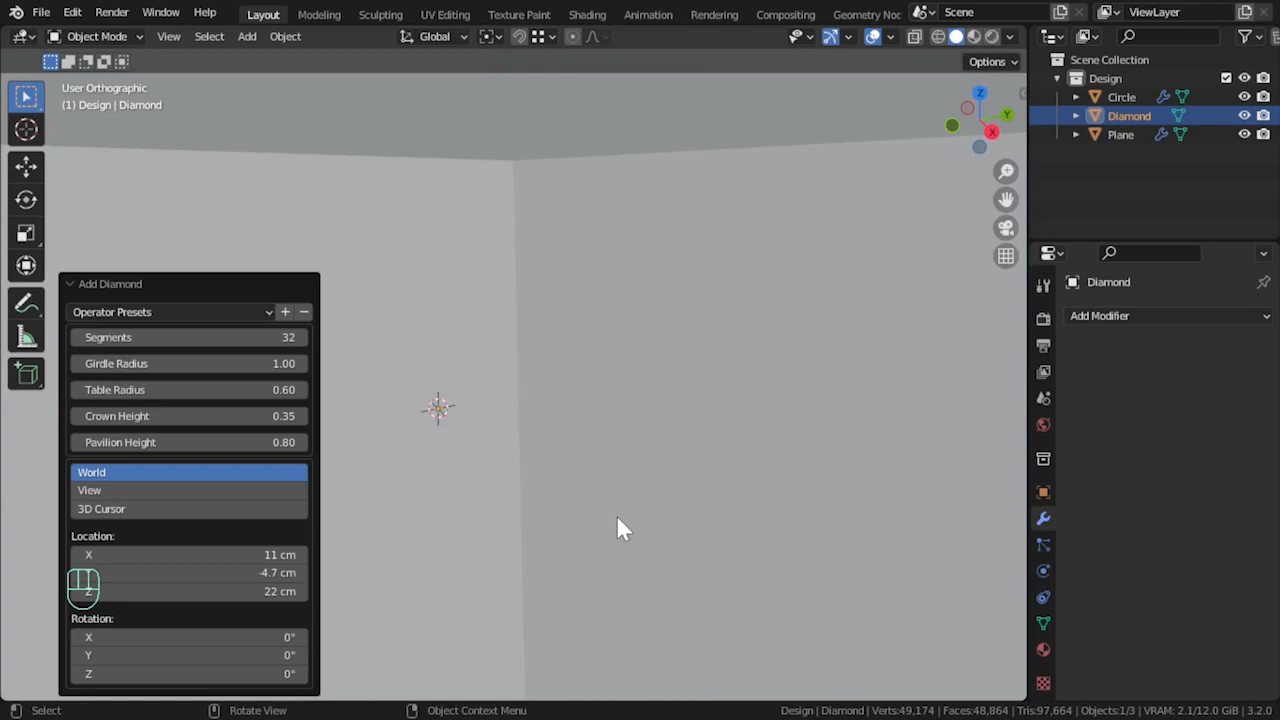 File Edit Render Window Help Layout Modeling Sculpting UV Editing Texture Paint Shading Animation Rendering Compositing Geometry Noc Scene ViewLayer
Object Mode View Select Add Object Global
Options
User Orthographic
(1) Design | Diamond
Z
Y
X
Scene Collection
Design
Circle
Diamond
Plane
Diamond
Add Modifier
Add Diamond
Operator Presets
Segments 32
Girdle Radius 1.00
Table Radius 0.60
Crown Height 0.35
Pavilion Height 0.80
World
View
3D Cursor
Location:
X 11 cm
-4.7 cm
Z 22 cm
Rotation:
X 0°
Y 0°
Z 0°
Select Rotate View Object Context Menu Design | Diamond | Verts:49,174 | Faces:48,864 | Tris:97,664 | Objects:1/3 | VRAM: 2.1/12.0 GiB | 3.2.0